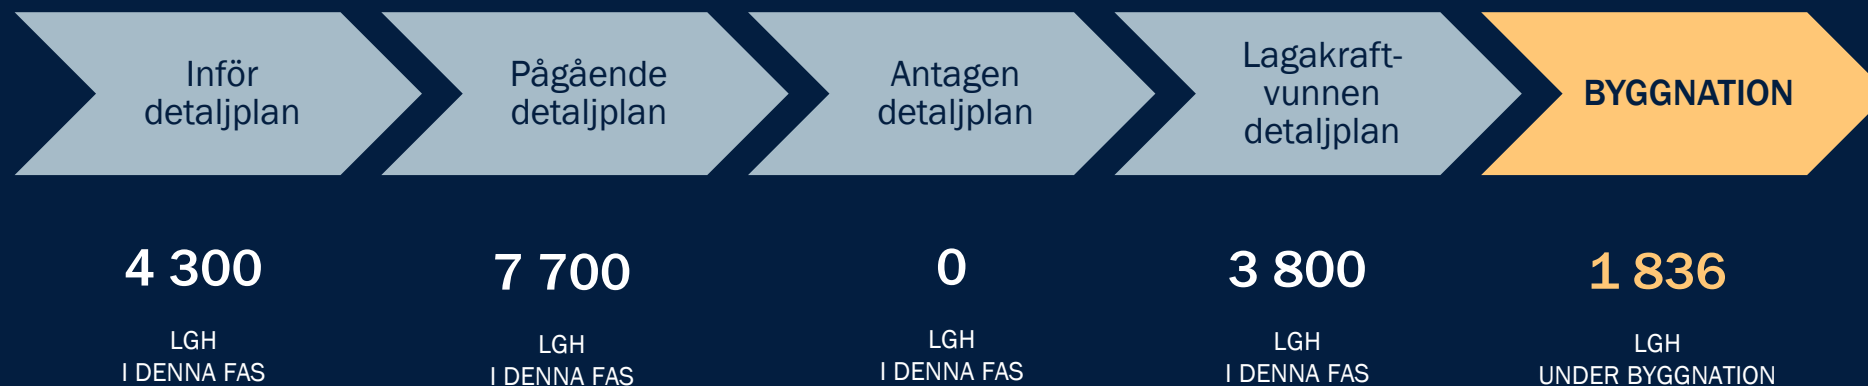 Inför
detaljplan
Pågående
detaljplan
Antagen
detaljplan
Lagakraft-
vunnen
detaljplan
BYGGNATION
4 300
LGH
I DENNA FAS
7 700
LGH
I DENNA FAS
0
LGH
I DENNA FAS
3 800
LGH
I DENNA FAS
1 836
LGH
UNDER BYGGNATION